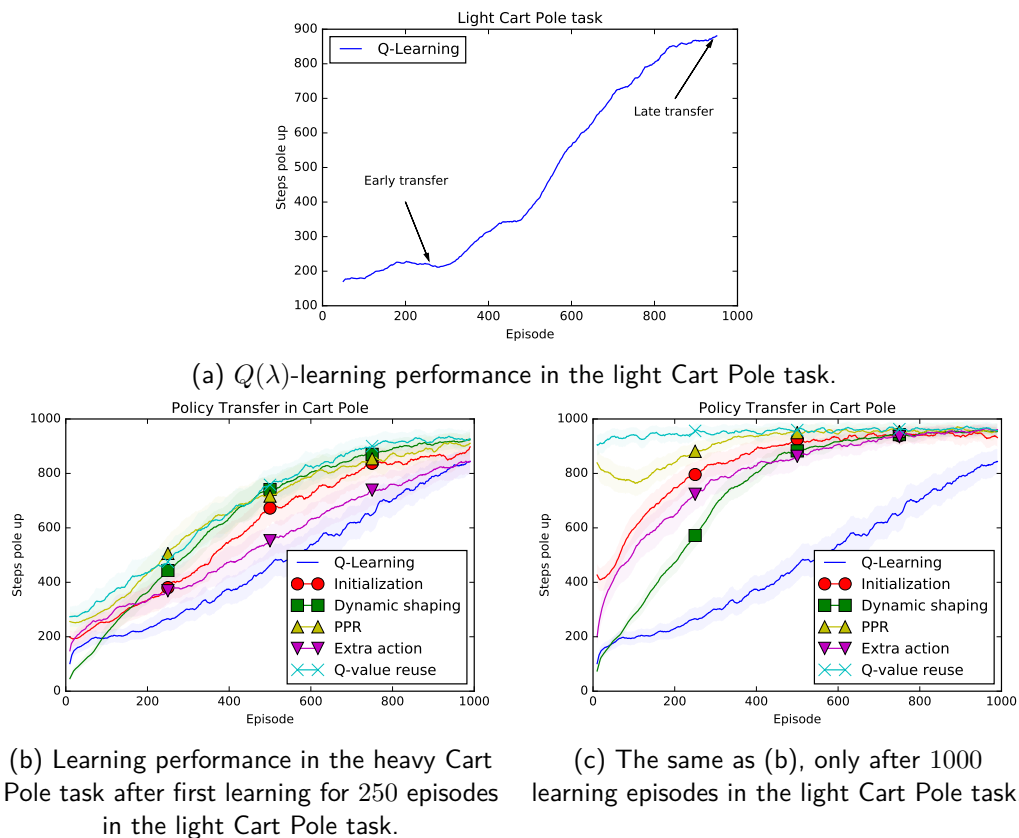 Light Cart Pole task
900
800
700
600
500
400
300
200
100
Steps pole up
Q-Learning
Early transfer
Late transfer
0
200
400
600
800
1000
Episode
(a) Q(λ)-learning performance in the light Cart Pole task.
Policy Transfer in Cart Pole
1000
800
600
400
200
0
Steps pole up
Q-Learning
Initialization
Dynamic shaping
PPR
Extra action
Q-value reuse
0
200
400
600
800
1000
Episode
(b) Learning performance in the heavy Cart
Pole task after first learning for 250 episodes
in the light Cart Pole task.
Policy Transfer in Cart Pole
1000
800
600
400
200
0
Steps pole up
Q-Learning
Initialization
Dynamic shaping
PPR
Extra action
Q-value reuse
0
200
400
600
800
1000
Episode
(c) The same as (b), only after 1000
learning episodes in the light Cart Pole task